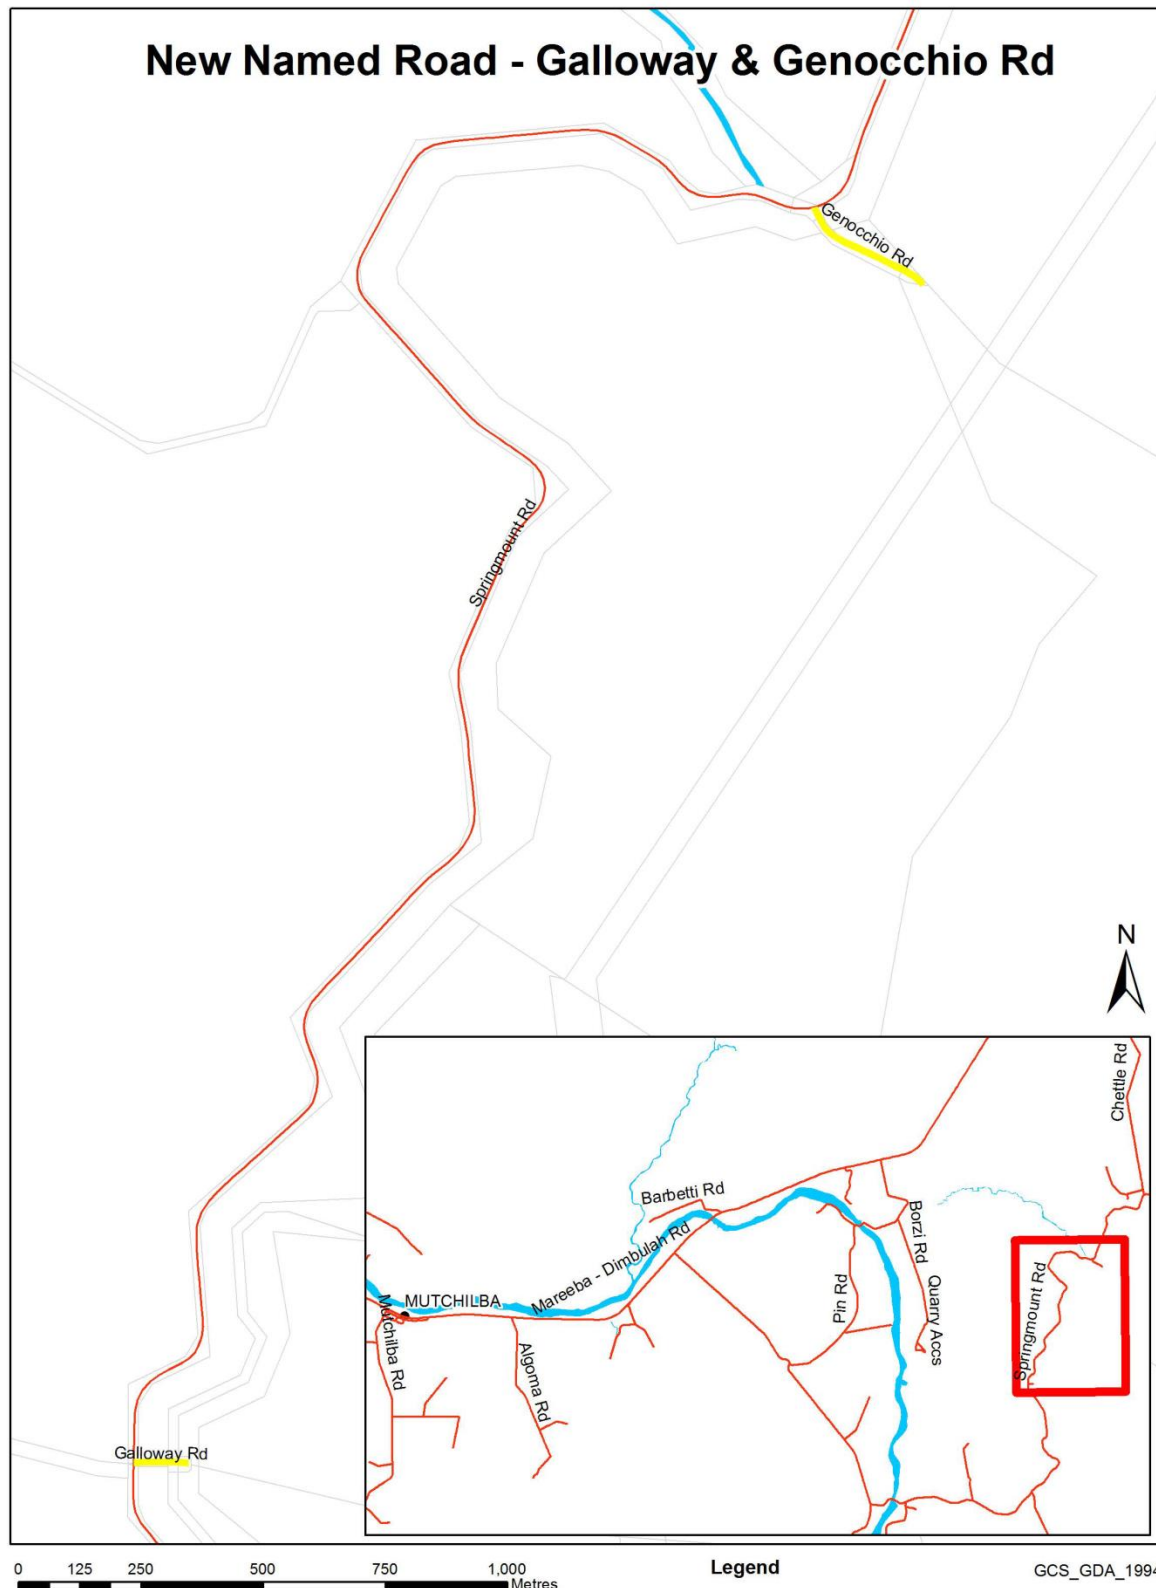 New Named Road - Galloway & Genocchio Rd
Genocchio Rd
Springmount Rd
N
Chettle Rd
Barbetti Rd
Mareeba - Dimbulah Rd
Borzi Rd
Springmount Rd
Pin Rd
Quarry Accs
MUTCHILBA
Mutchilba Rd
Algoma Rd
Galloway Rd
0 125 250 500 750 1,000
Metres
Legend
GCS_GDA_1994